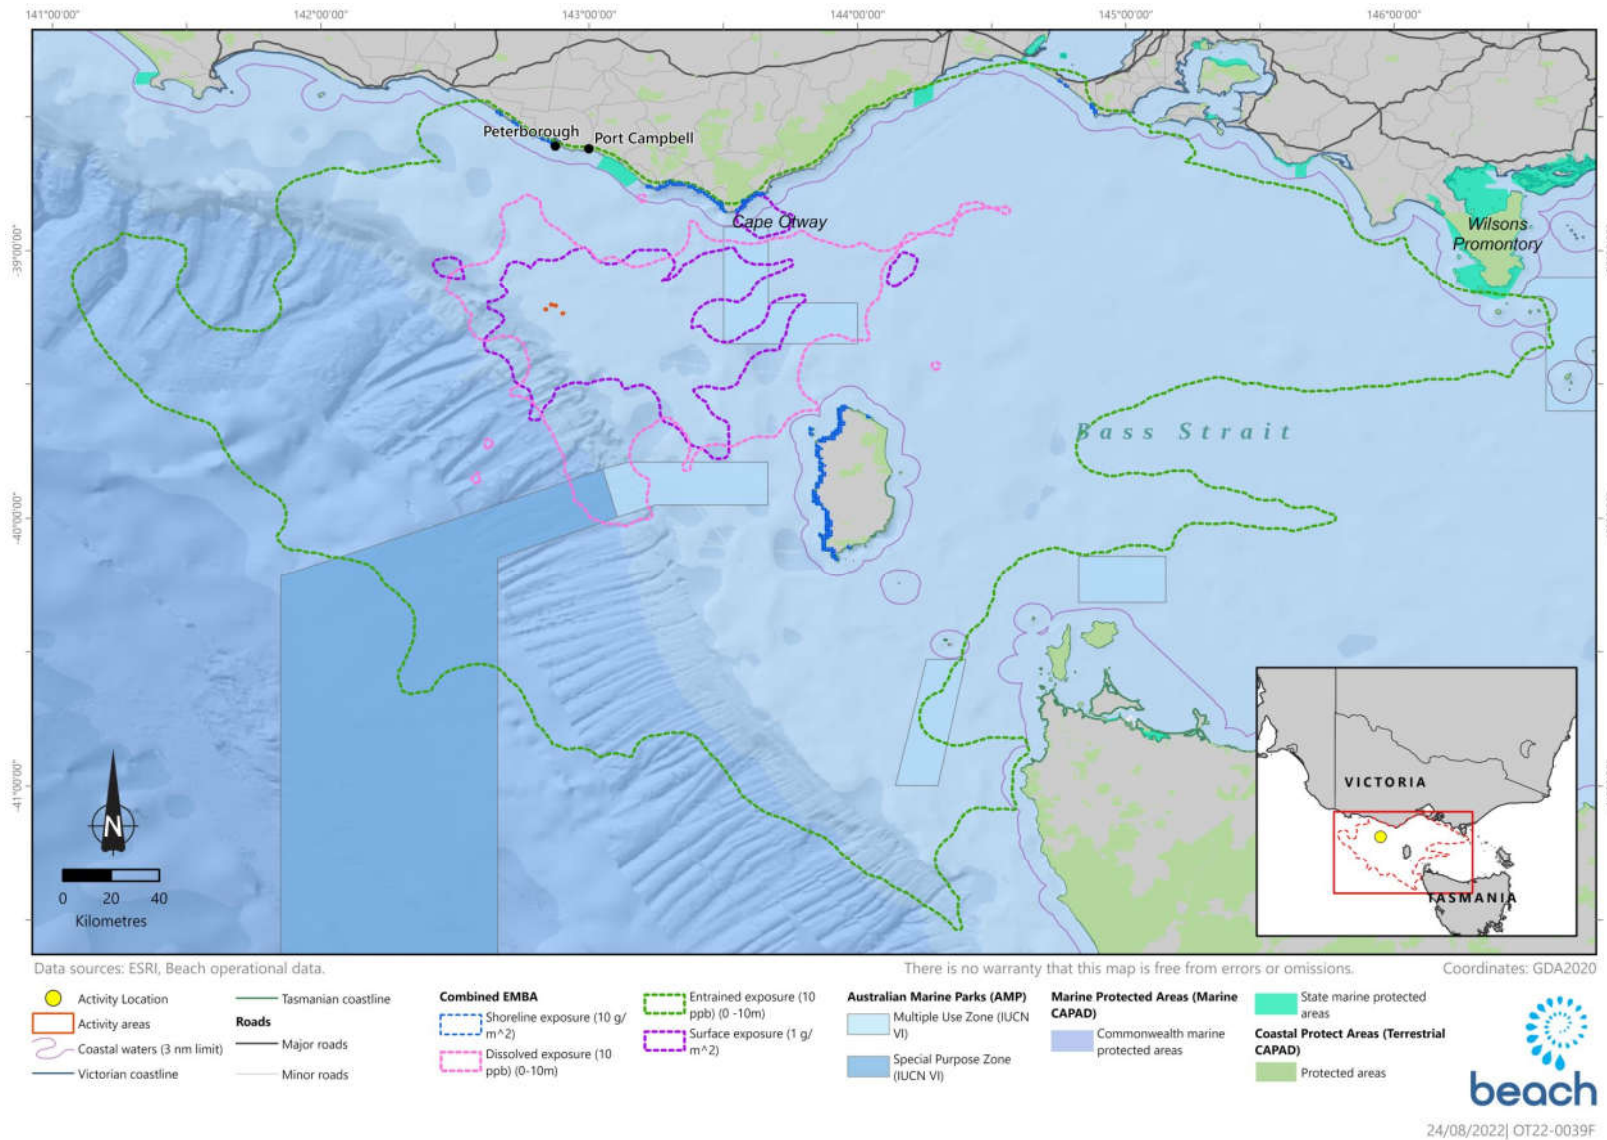 141°00'00" 142°00'00" 143°00'00" 144°00'00" 145°00'00" 146°00'00"
-39°00'00"
-40°00'00"
-41°00'00"
Peterborough
Port Campbell
Cape Otway
Wilsons
Promontory
Bass Strait
N
0 20 40
Kilometres
VICTORIA
TASMANIA
Data sources: ESRI, Beach operational data.
There is no warranty that this map is free from errors or omissions.
Coordinates: GDA2020
Activity Location
Activity areas
Coastal waters (3 nm limit)
Victorian coastline
Tasmanian coastline
Roads
Major roads
Minor roads
Combined EMBA
Shoreline exposure (10 g/
m^2)
Dissolved exposure (10
ppb) (0-10m)
Entrained exposure (10
ppb) (0 -10m)
Surface exposure (1 g/
m^2)
Australian Marine Parks (AMP)
Multiple Use Zone (IUCN
VI)
Special Purpose Zone
(IUCN VI)
Marine Protected Areas (Marine
CAPAD)
Commonwealth marine
protected areas
State marine protected
areas
Coastal Protect Areas (Terrestrial
CAPAD)
Protected areas
beach
24/08/2022| OT22-0039F